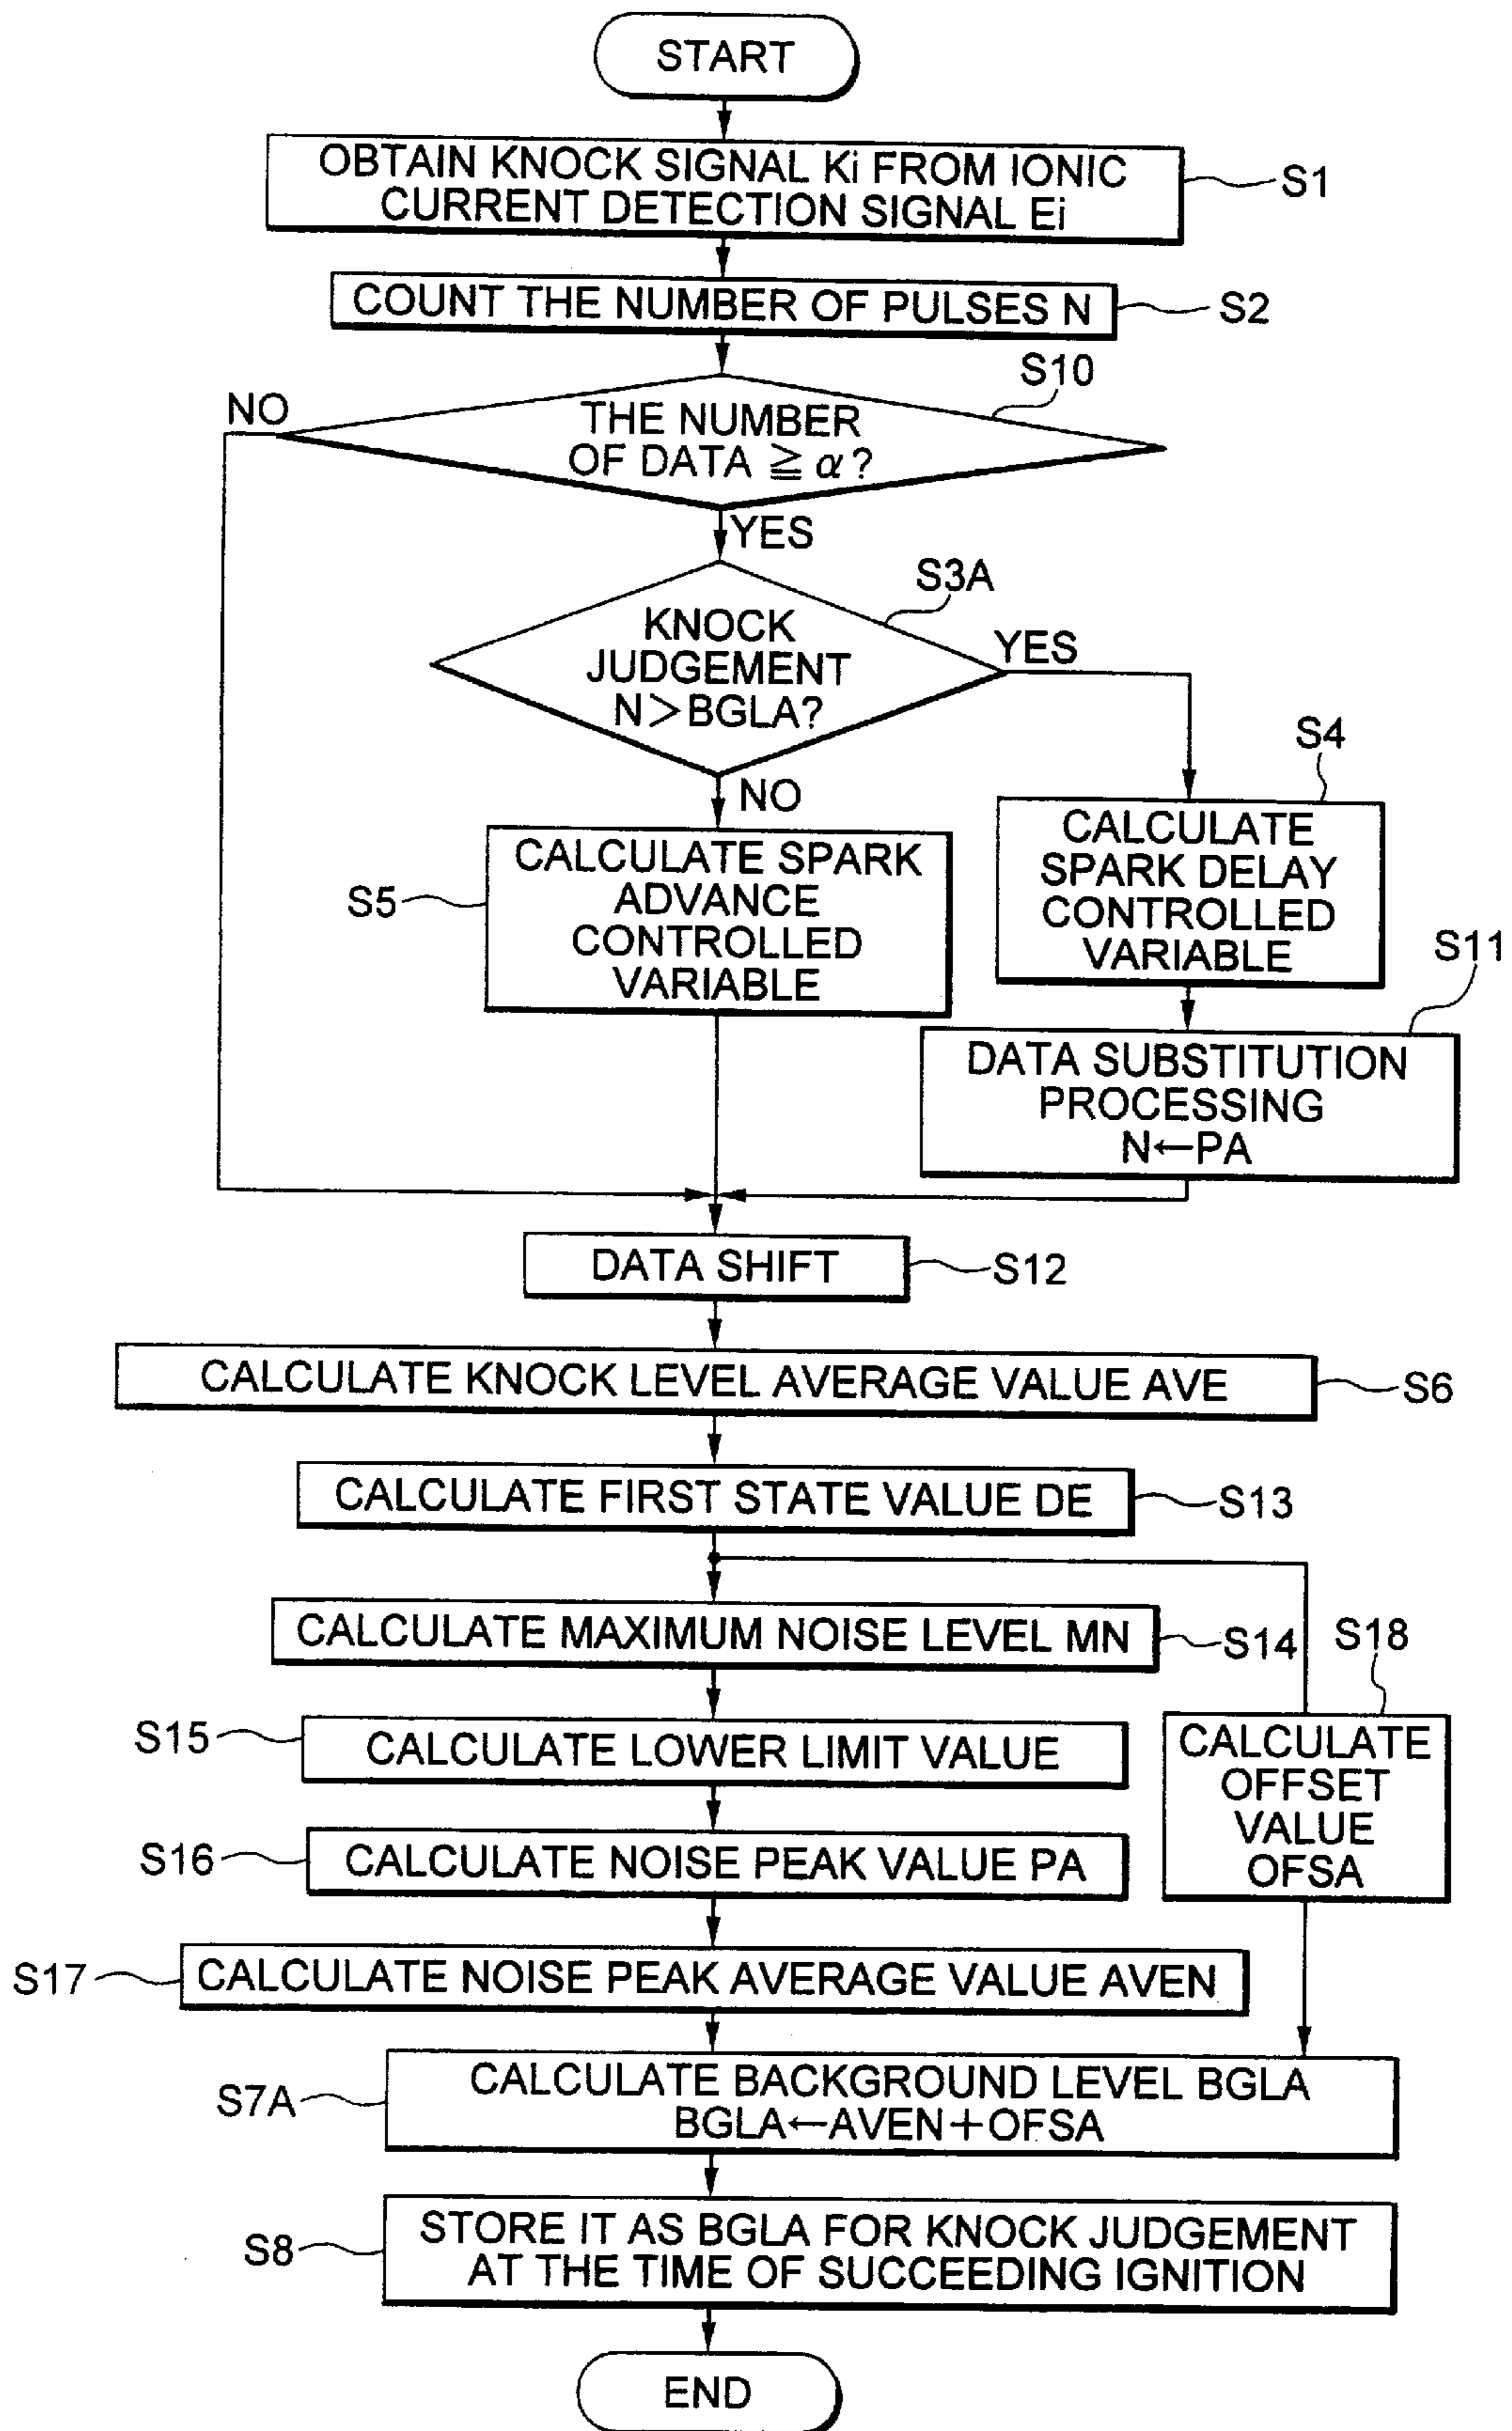 START
OBTAIN KNOCK SIGNAL Ki FROM IONIC
CURRENT DETECTION SIGNAL Ei
S1
COUNT THE NUMBER OF PULSES N
S2
S10
NO
THE NUMBER
OF DATA ≧ α?
YES
S3A
KNOCK
JUDGEMENT
N>BGLA?
YES
NO
S4
CALCULATE
SPARK DELAY
CONTROLLED
VARIABLE
S5
CALCULATE SPARK
ADVANCE
CONTROLLED
VARIABLE
S11
DATA SUBSTITUTION
PROCESSING
N←PA
DATA SHIFT
S12
CALCULATE KNOCK LEVEL AVERAGE VALUE AVE
S6
CALCULATE FIRST STATE VALUE DE
S13
CALCULATE MAXIMUM NOISE LEVEL MN
S14
S18
S15
CALCULATE LOWER LIMIT VALUE
CALCULATE
OFFSET
VALUE
OFSA
S16
CALCULATE NOISE PEAK VALUE PA
S17
CALCULATE NOISE PEAK AVERAGE VALUE AVEN
S7A
CALCULATE BACKGROUND LEVEL BGLA
BGLA←AVEN+OFSA
S8
STORE IT AS BGLA FOR KNOCK JUDGEMENT
AT THE TIME OF SUCCEEDING IGNITION
END